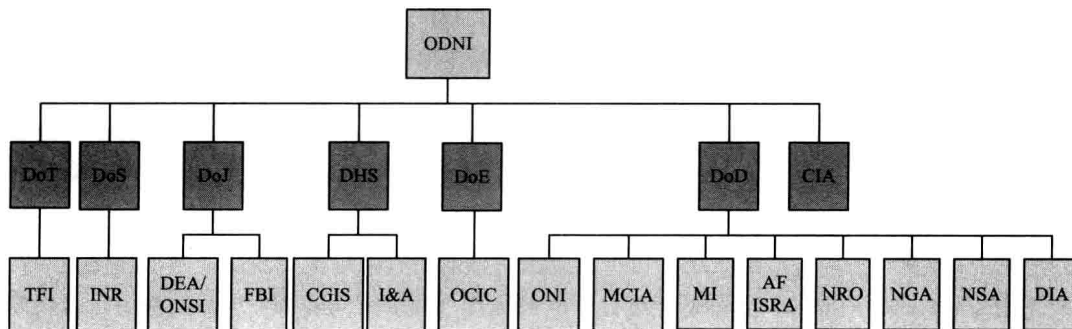 ODNI
DoT
DoS
DoJ
DHS
DoE
DoD
CIA
TFI
INR
DEA/
ONSI
FBI
CGIS
I&A
OCIC
ONI
MCIA
MI
AF
ISRA
NRO
NGA
NSA
DIA